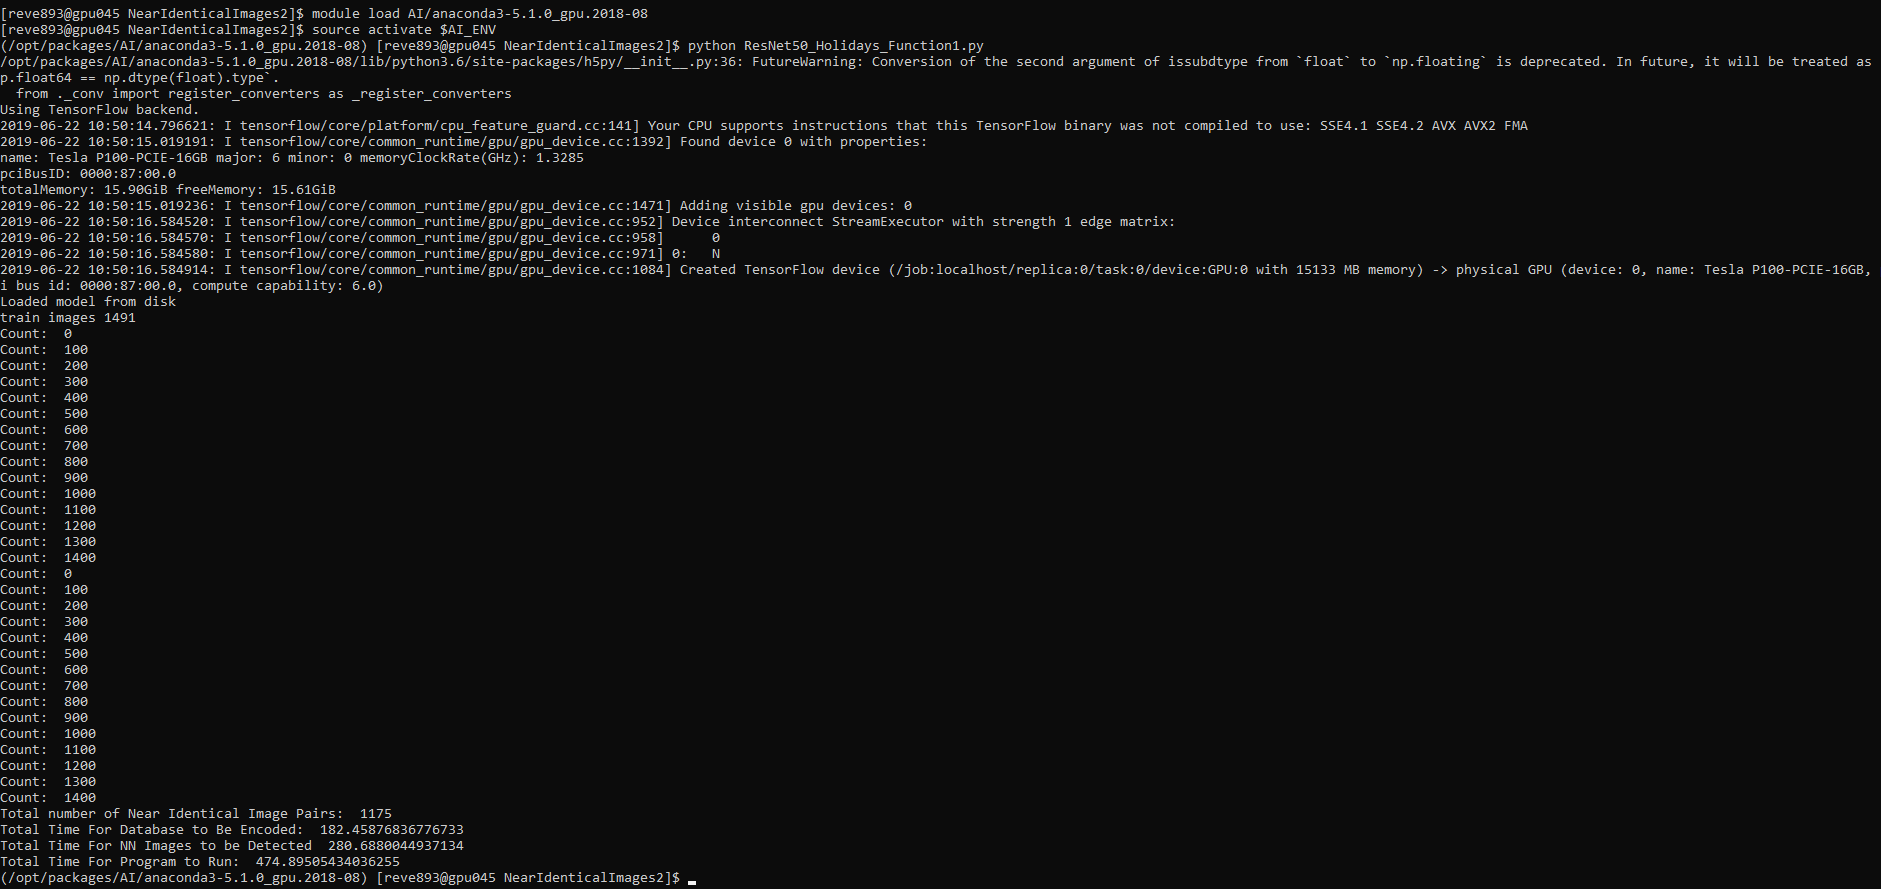 [reve893@gpu045 NearIdenticalImages2]$ module load AI/anaconda3-5.1.0_gpu.2018-08
[reve893@gpu045 NearIdenticalImages2]$ source activate $AI_ENV
(/opt/packages/AI/anaconda3-5.1.0_gpu.2018-08) [reve893@gpu045 NearIdenticalImages2]$ python ResNet50_Holidays_Function1.py
/opt/packages/AI/anaconda3-5.1.0_gpu.2018-08/lib/python3.6/site-packages/h5py/__init__.py:36: FutureWarning: Conversion of the second argument of issubdtype from `float` to `np.floating` is deprecated. In future, it will be treated as
p.float64 == np.dtype(float).type`.
  from ._conv import register_converters as _register_converters
Using TensorFlow backend.
2019-06-22 10:50:14.796621: I tensorflow/core/platform/cpu_feature_guard.cc:141] Your CPU supports instructions that this TensorFlow binary was not compiled to use: SSE4.1 SSE4.2 AVX AVX2 FMA
2019-06-22 10:50:15.019191: I tensorflow/core/common_runtime/gpu/gpu_device.cc:1392] Found device 0 with properties:
name: Tesla P100-PCIE-16GB major: 6 minor: 0 memoryClockRate(GHz): 1.3285
pciBusID: 0000:87:00.0
totalMemory: 15.90GiB freeMemory: 15.61GiB
2019-06-22 10:50:15.019236: I tensorflow/core/common_runtime/gpu/gpu_device.cc:1471] Adding visible gpu devices: 0
2019-06-22 10:50:16.584520: I tensorflow/core/common_runtime/gpu/gpu_device.cc:952] Device interconnect StreamExecutor with strength 1 edge matrix:
2019-06-22 10:50:16.584570: I tensorflow/core/common_runtime/gpu/gpu_device.cc:958]      0
2019-06-22 10:50:16.584580: I tensorflow/core/common_runtime/gpu/gpu_device.cc:971] 0:   N
2019-06-22 10:50:16.584914: I tensorflow/core/common_runtime/gpu/gpu_device.cc:1084] Created TensorFlow device (/job:localhost/replica:0/task:0/device:GPU:0 with 15133 MB memory) -> physical GPU (device: 0, name: Tesla P100-PCIE-16GB,
i bus id: 0000:87:00.0, compute capability: 6.0)
Loaded model from disk
train images 1491
Count:  0
Count:  100
Count:  200
Count:  300
Count:  400
Count:  500
Count:  600
Count:  700
Count:  800
Count:  900
Count:  1000
Count:  1100
Count:  1200
Count:  1300
Count:  1400
Count:  0
Count:  100
Count:  200
Count:  300
Count:  400
Count:  500
Count:  600
Count:  700
Count:  800
Count:  900
Count:  1000
Count:  1100
Count:  1200
Count:  1300
Count:  1400
Total number of Near Identical Image Pairs:  1175
Total Time For Database to Be Encoded:  182.45876836776733
Total Time For NN Images to be Detected  280.6880044937134
Total Time For Program to Run:  474.89505434036255
(/opt/packages/AI/anaconda3-5.1.0_gpu.2018-08) [reve893@gpu045 NearIdenticalImages2]$